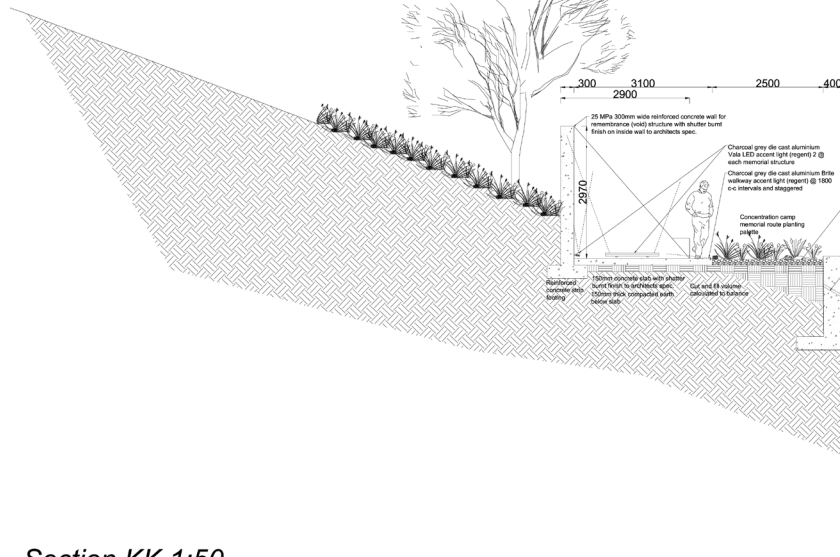 300 3100 2500 400
2900
25 MPa 300mm wide reinforced concrete wall for
remembrance (void) structure with shutter burnt
finish on inside wall to architects spec.
Charcoal grey die cast aluminium
Vala LED accent light (regent) 2 @
each memorial structure
Charcoal grey die cast aluminium Brite
walkway accent light (regent) @ 1800
c-c intervals and staggered
2970
Concentration camp
memorial route planting
palette
Reinforced
concrete strip
footing
150mm concrete slab with shutter
burnt finish to architects spec.
150mm thick compacted earth
below slab
Cut and fill volume
calculated to balance
Section KK 1:50